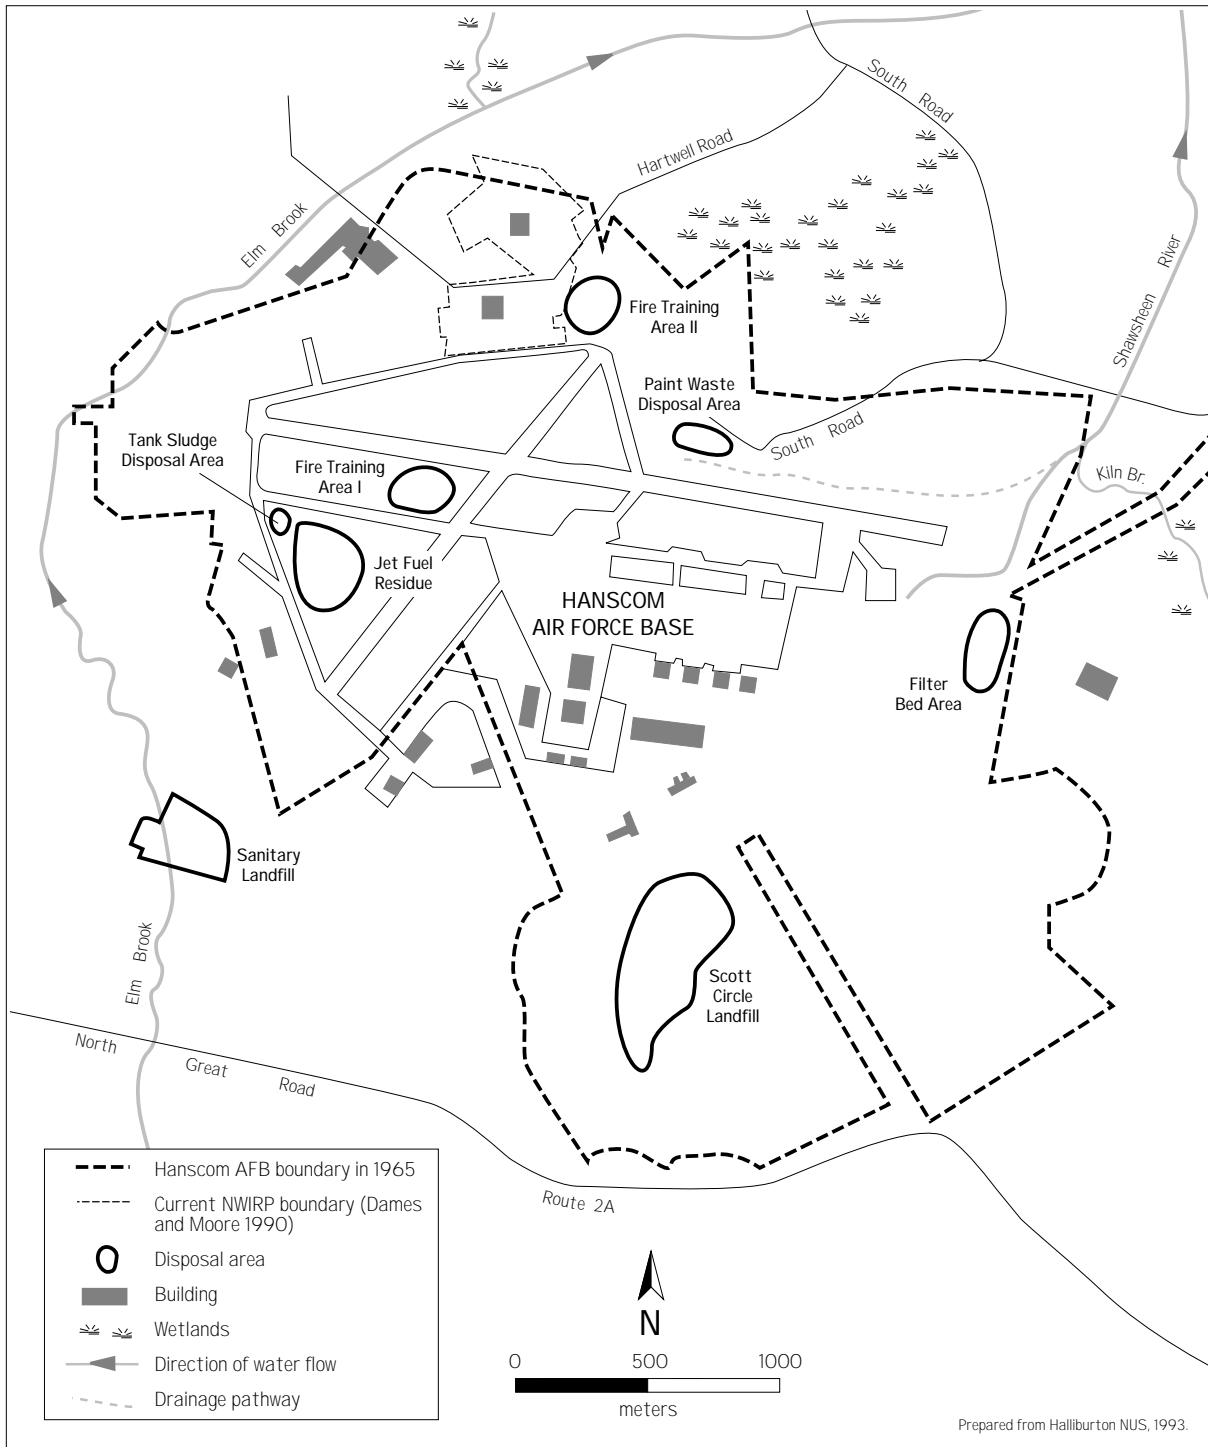 South Road
Hartwell Road
Elm Brook
Shawsheen River
Fire Training
Area II
Paint Waste
Disposal Area
South Road
Tank Sludge
Disposal Area
Fire Training
Area I
Kiln Br.
Jet Fuel
Residue
HANSCOM
AIR FORCE BASE
Filter
Bed Area
Sanitary
Landfill
Elm Brook
Scott
Circle
Landfill
North Great Road
Route 2A
Hanscom AFB boundary in 1965
Current NWIRP boundary (Dames
and Moore 1990)
Disposal area
Building
Wetlands
Direction of water flow
Drainage pathway
N
0 500 1000
meters
Prepared from Halliburton NUS, 1993.